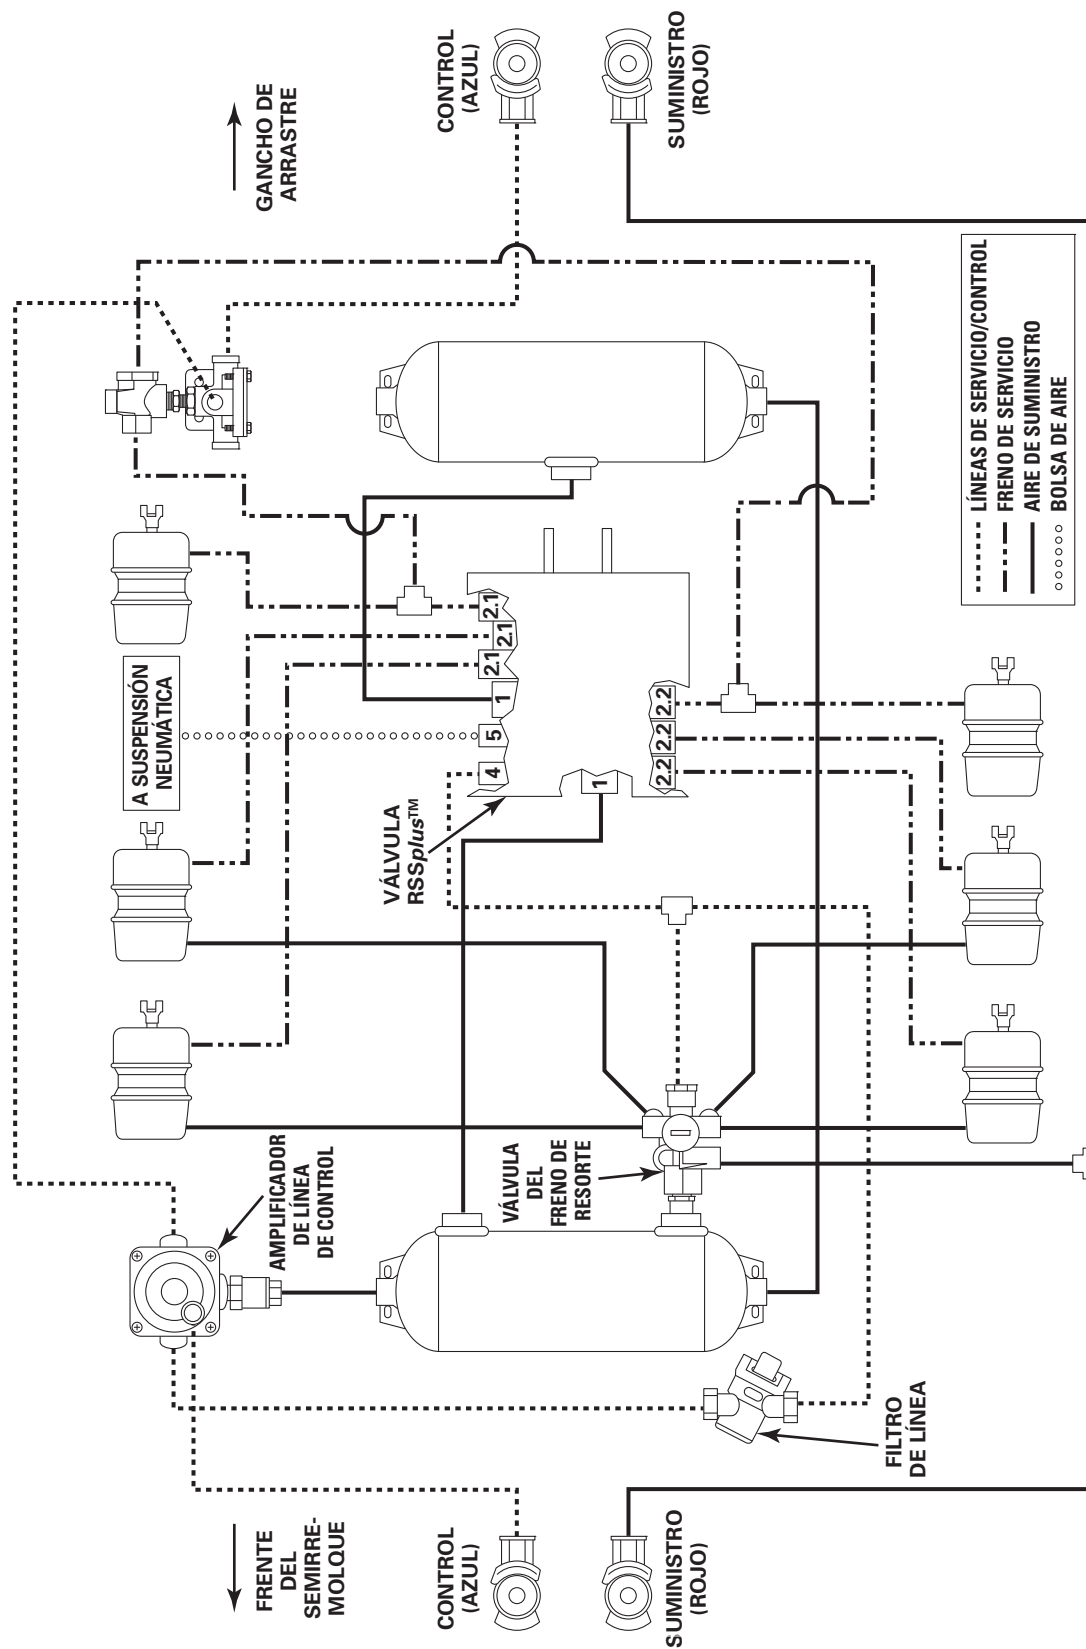 GANCHO DE
ARRASTRE
CONTROL
(AZUL)
SUMINISTRO
(ROJO)
LÍNEAS DE SERVICIO/CONTROL
FRENO DE SERVICIO
AIRE DE SUMINISTRO
BOLSA DE AIRE
A SUSPENSIÓN
NEUMÁTICA
2.1
2.1
2.1
1
5
4
1
2.2
2.2
2.2
VÁLVULA
RSSplus™
AMPLIFICADOR
DE LÍNEA
DE CONTROL
VÁLVULA
DEL
FRENO DE
RESORTE
FILTRO
DE LÍNEA
FRENTE
DEL
SEMIRRE-
MOLQUE
CONTROL
(AZUL)
SUMINISTRO
(ROJO)